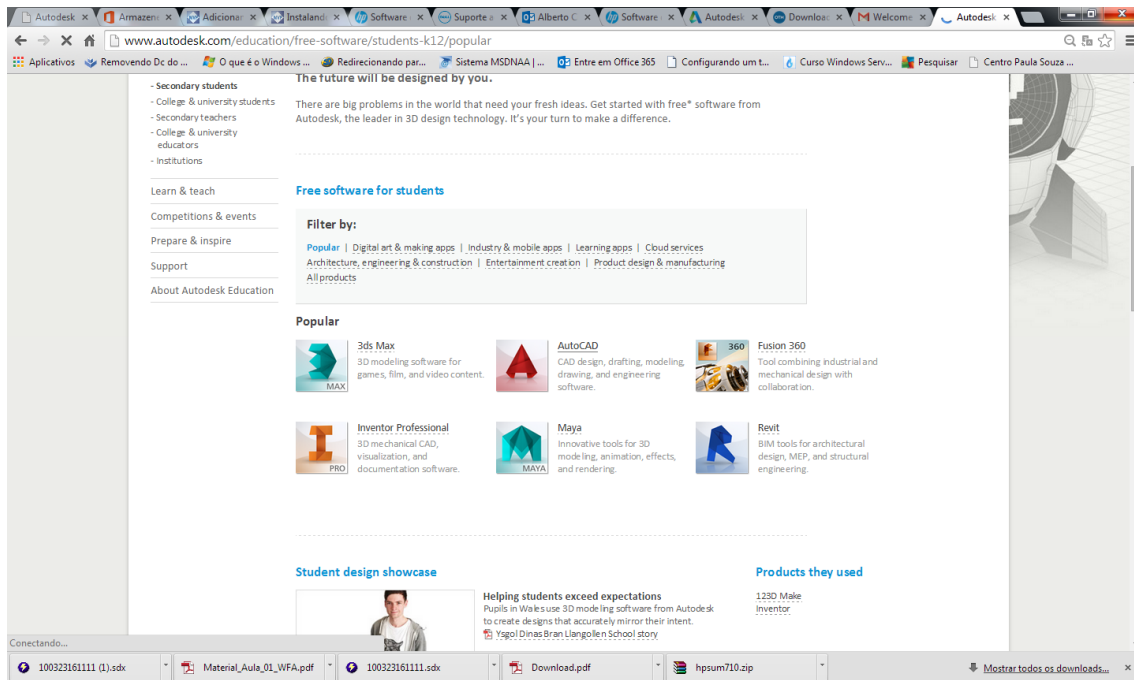 Autodesk
Armazen
Adicionar
Instaland
Software
Suporte a
Alberto C
Software
Autodesk
Downloa
Welcome
Autodesk
www.autodesk.com/education/free-software/students-k12/popular
Aplicativos
Removendo Dc do ...
O que é o Windows ...
Redirecionando par...
Sistema MSDNAA | ...
Entre em Office 365
Configurando um t...
Curso Windows Serv...
Pesquisar
Centro Paula Souza ...
- Secondary students
- College & university students
- Secondary teachers
- College & university
educators
- Institutions
Learn & teach
Competitions & events
Prepare & inspire
Support
About Autodesk Education
The future will be designed by you.
There are big problems in the world that need your fresh ideas. Get started with free* software from
Autodesk, the leader in 3D design technology. It's your turn to make a difference.
Free software for students
Filter by:
Popular | Digital art & making apps | Industry & mobile apps | Learning apps | Cloud services
Architecture, engineering & construction | Entertainment creation | Product design & manufacturing
All products
Popular
MAX
3ds Max
3D modeling software for
games, film, and video content.
AutoCAD
CAD design, drafting, modeling,
drawing, and engineering
software.
360
Fusion 360
Tool combining industrial and
mechanical design with
collaboration.
PRO
Inventor Professional
3D mechanical CAD,
visualization, and
documentation software.
MAYA
Maya
Innovative tools for 3D
modeling, animation, effects,
and rendering.
Revit
BIM tools for architectural
design, MEP, and structural
engineering.
Student design showcase
Helping students exceed expectations
Pupils in Wales use 3D modeling software from Autodesk
to create designs that accurately mirror their intent.
Ysgol Dinas Bran Llangollen School story
Products they used
123D Make
Inventor
Conectando...
100323161111 (1).sdx
Material_Aula_01_WFA.pdf
100323161111.sdx
Download.pdf
hpsum710.zip
Mostrar todos os downloads...